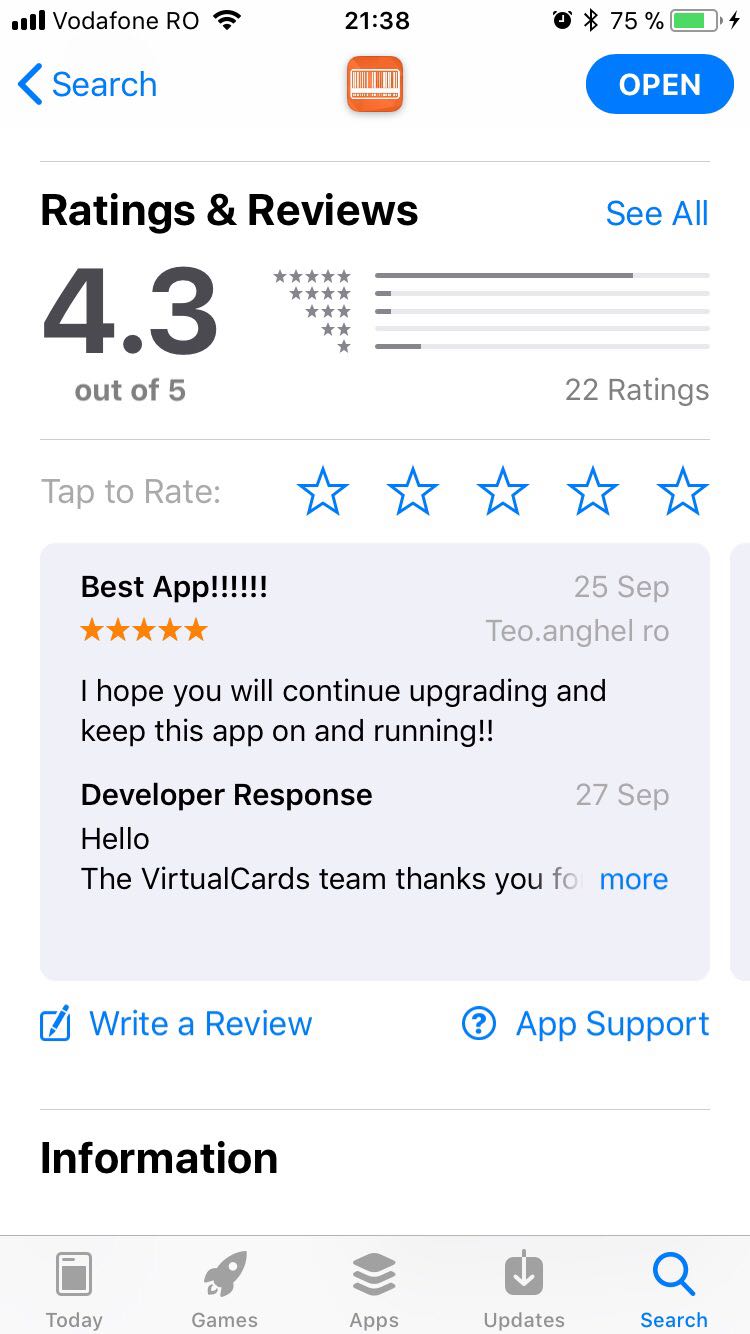 Vodafone RO 21:38 75 %
Search OPEN
Ratings & Reviews See All
4.3
out of 5 22 Ratings
Tap to Rate:
Best App!!!!!! 25 Sep
Teo.anghel ro
I hope you will continue upgrading and
keep this app on and running!!
Developer Response 27 Sep
Hello
The VirtualCards team thanks you fo more
Write a Review App Support
Information
Today Games Apps Updates Search